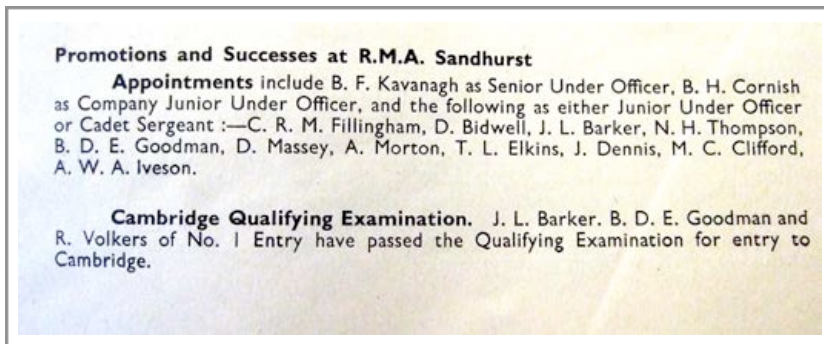 Promotions and Successes at R.M.A. Sandhurst
Appointments include B. F. Kavanagh as Senior Under Officer, B. H. Cornish
as Company Junior Under Officer, and the following as either Junior Under Officer
or Cadet Sergeant :—C. R. M. Fillingham, D. Bidwell, J. L. Barker, N. H. Thompson,
B. D. E. Goodman, D. Massey, A. Morton, T. L. Elkins, J. Dennis, M. C. Clifford,
A. W. A. Iveson.
Cambridge Qualifying Examination. J. L. Barker. B. D. E. Goodman and
R. Volkers of No. 1 Entry have passed the Qualifying Examination for entry to
Cambridge.